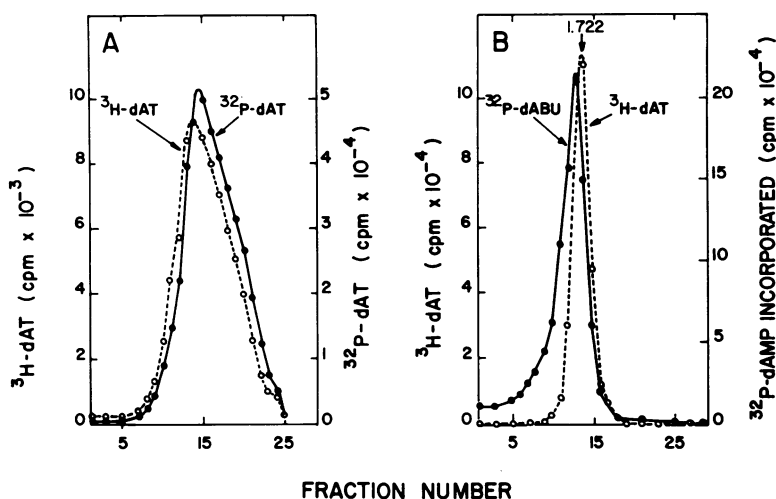 A
³H-dAT
³²P-dAT
10
8
6
4
2
0
5
4
3
2
1
0
5
15
25
³H-dAT (cpm x 10⁻³)
³²P-dAT (cpm x 10⁻⁴)
B
1.722
³²P-dABU
³H-dAT
10
8
6
4
2
0
20
15
10
5
0
5
15
25
³H-dAT (cpm x 10⁻⁴)
³²P-dAMP INCORPORATED (cpm x 10⁻⁴)
FRACTION NUMBER